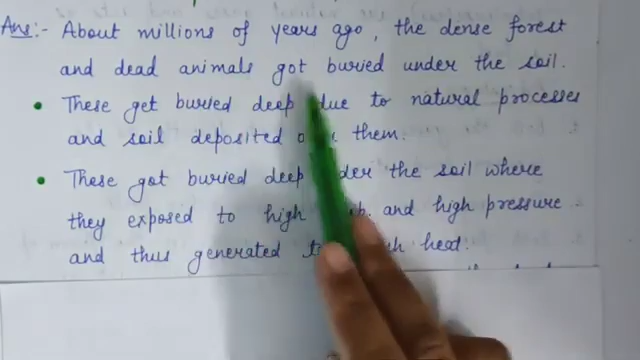 Ans:- About millions of years ago, the dense forest
and dead animals got buried under the soil.
• These get buried deep due to natural processes
and soil deposited them.
• These got buried deep the soil where
they exposed to high and high pressure
and thus generated heat.